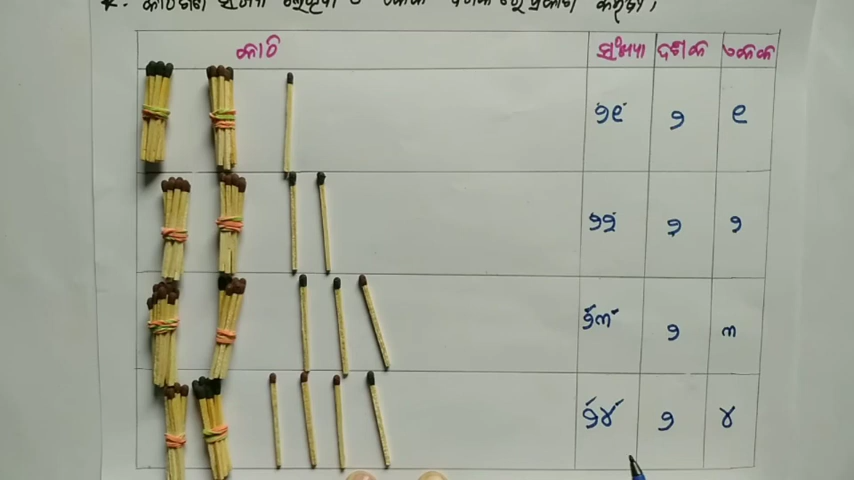 କାଠି ସଂଖ୍ୟା ଦଶକ ଏକକ
୨୧ ୨ ୧
୨୨ ୨ ୨
୨୩ ୨ ୩
୨୪ ୨ ୪